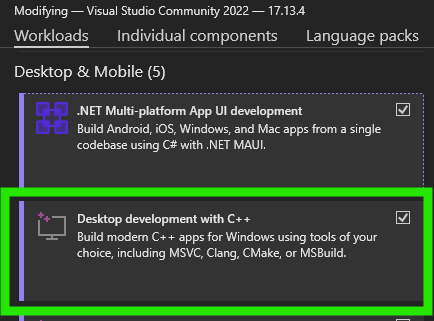 Modifying — Visual Studio Community 2022 — 17.13.4
Workloads Individual components Language packs
Desktop & Mobile (5)
.NET Multi-platform App UI development
Build Android, iOS, Windows, and Mac apps from a single
codebase using C# with .NET MAUI.
Desktop development with C++
Build modern C++ apps for Windows using tools of your
choice, including MSVC, Clang, CMake, or MSBuild.